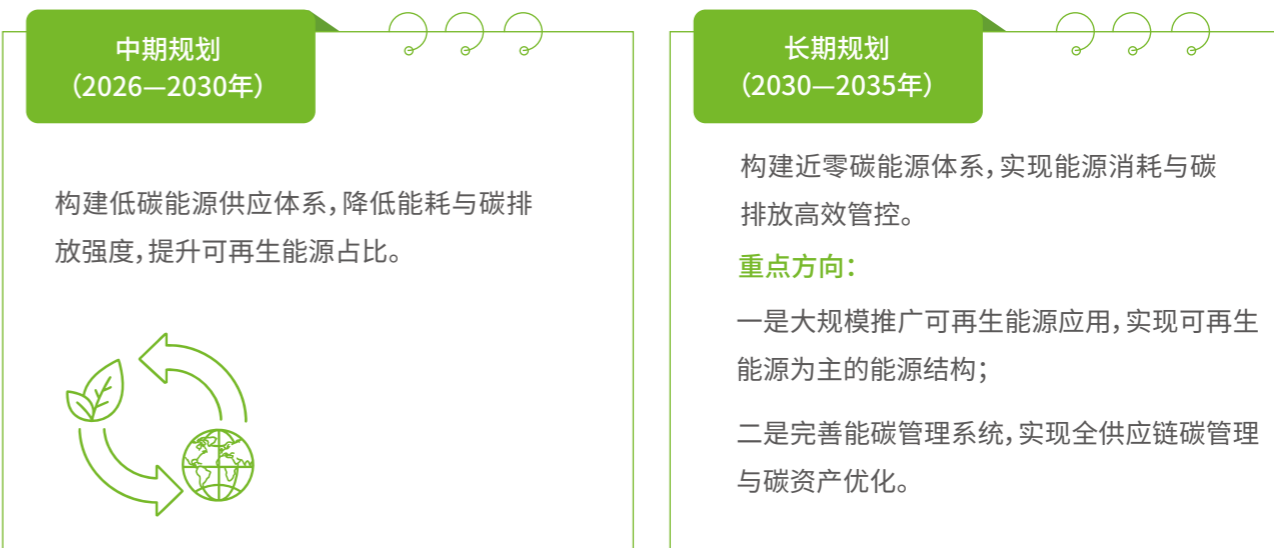 中期规划
（2026—2030年）
构建低碳能源供应体系，降低能耗与碳排
放强度，提升可再生能源占比。
长期规划
（2030—2035年）
构建近零碳能源体系，实现能源消耗与碳
排放高效管控。
重点方向：
一是大规模推广可再生能源应用，实现可再生
能源为主的能源结构；
二是完善能碳管理系统，实现全供应链碳管理
与碳资产优化。